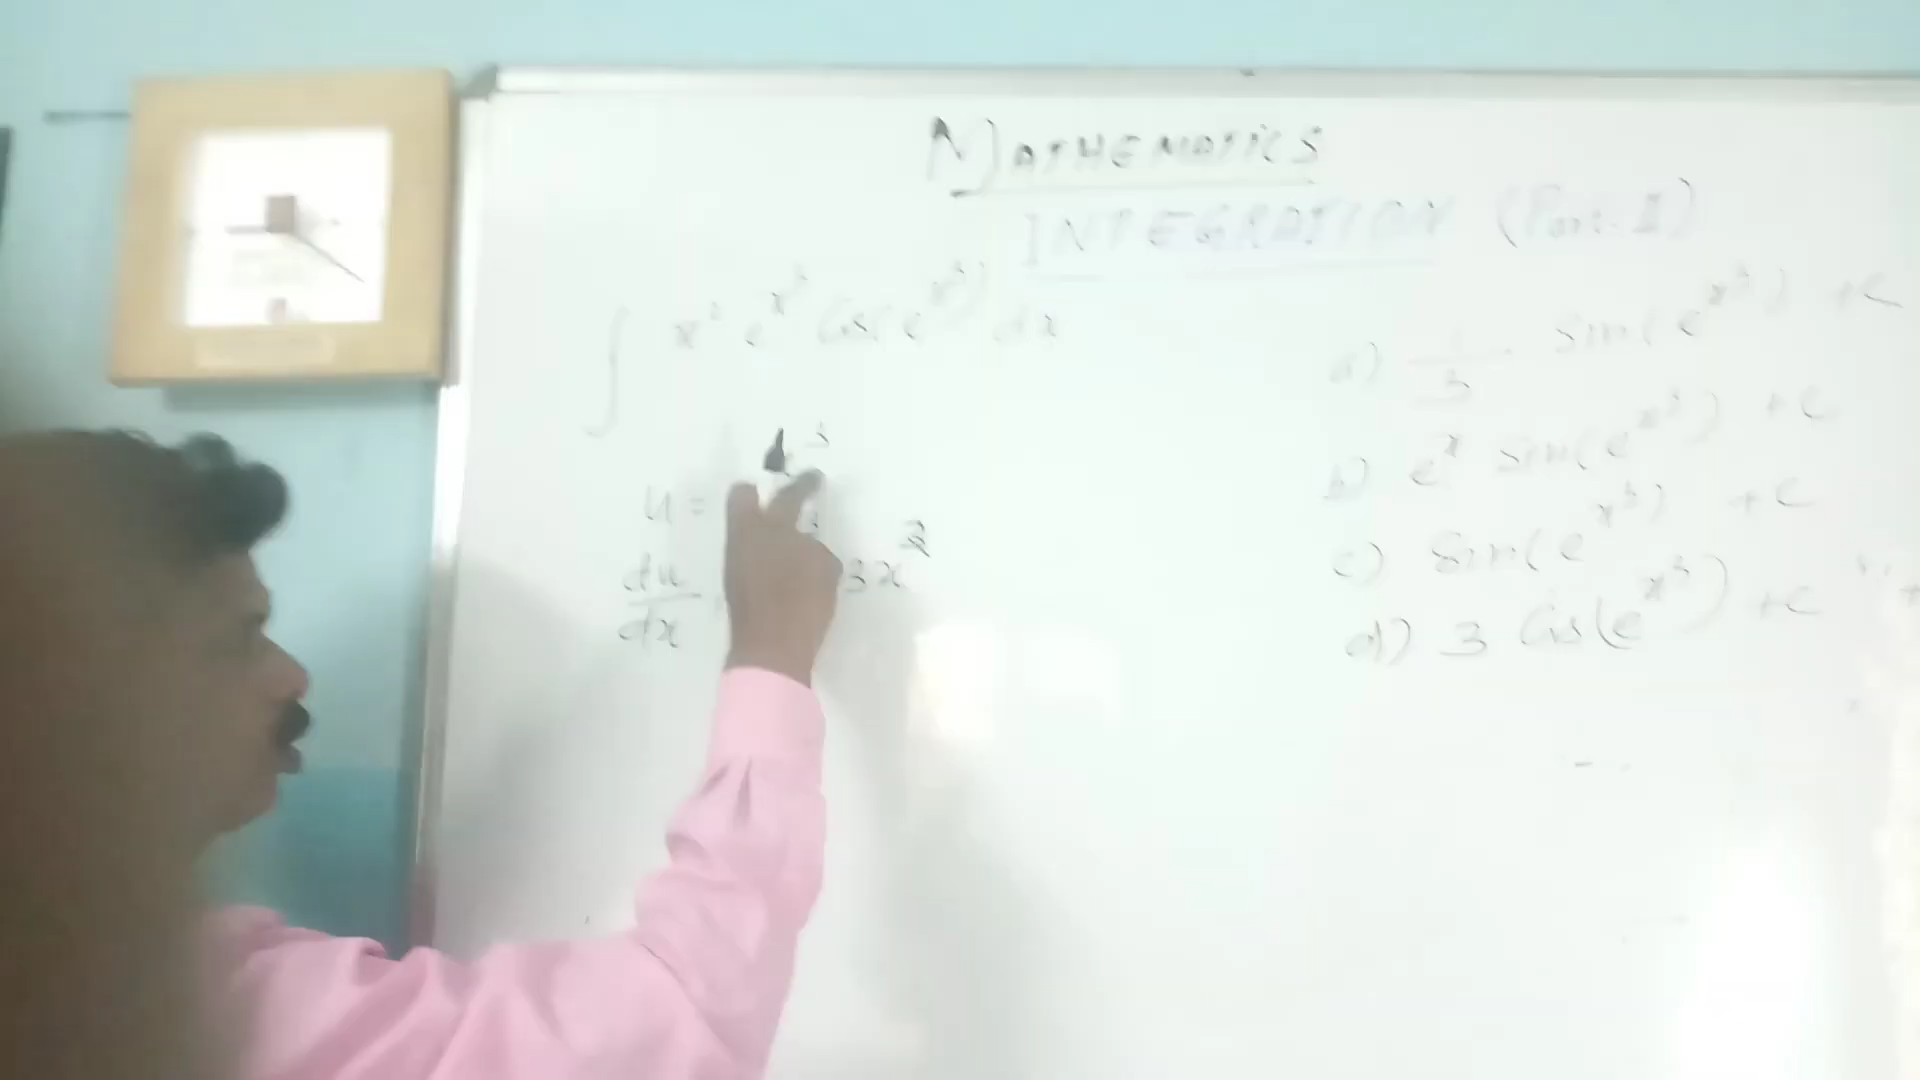 MATHEMATICS
INTEGRATION (Part-II)
∫ x² e^x³ Cos(e^x³) dx
u = x³
du/dx = 3x²
a) 1/3 Sin(e^x³) + c
b) e^x Sin(e^x³) + c
c) Sin(e^x³) + c
d) 3 Cos(e^x³) + c